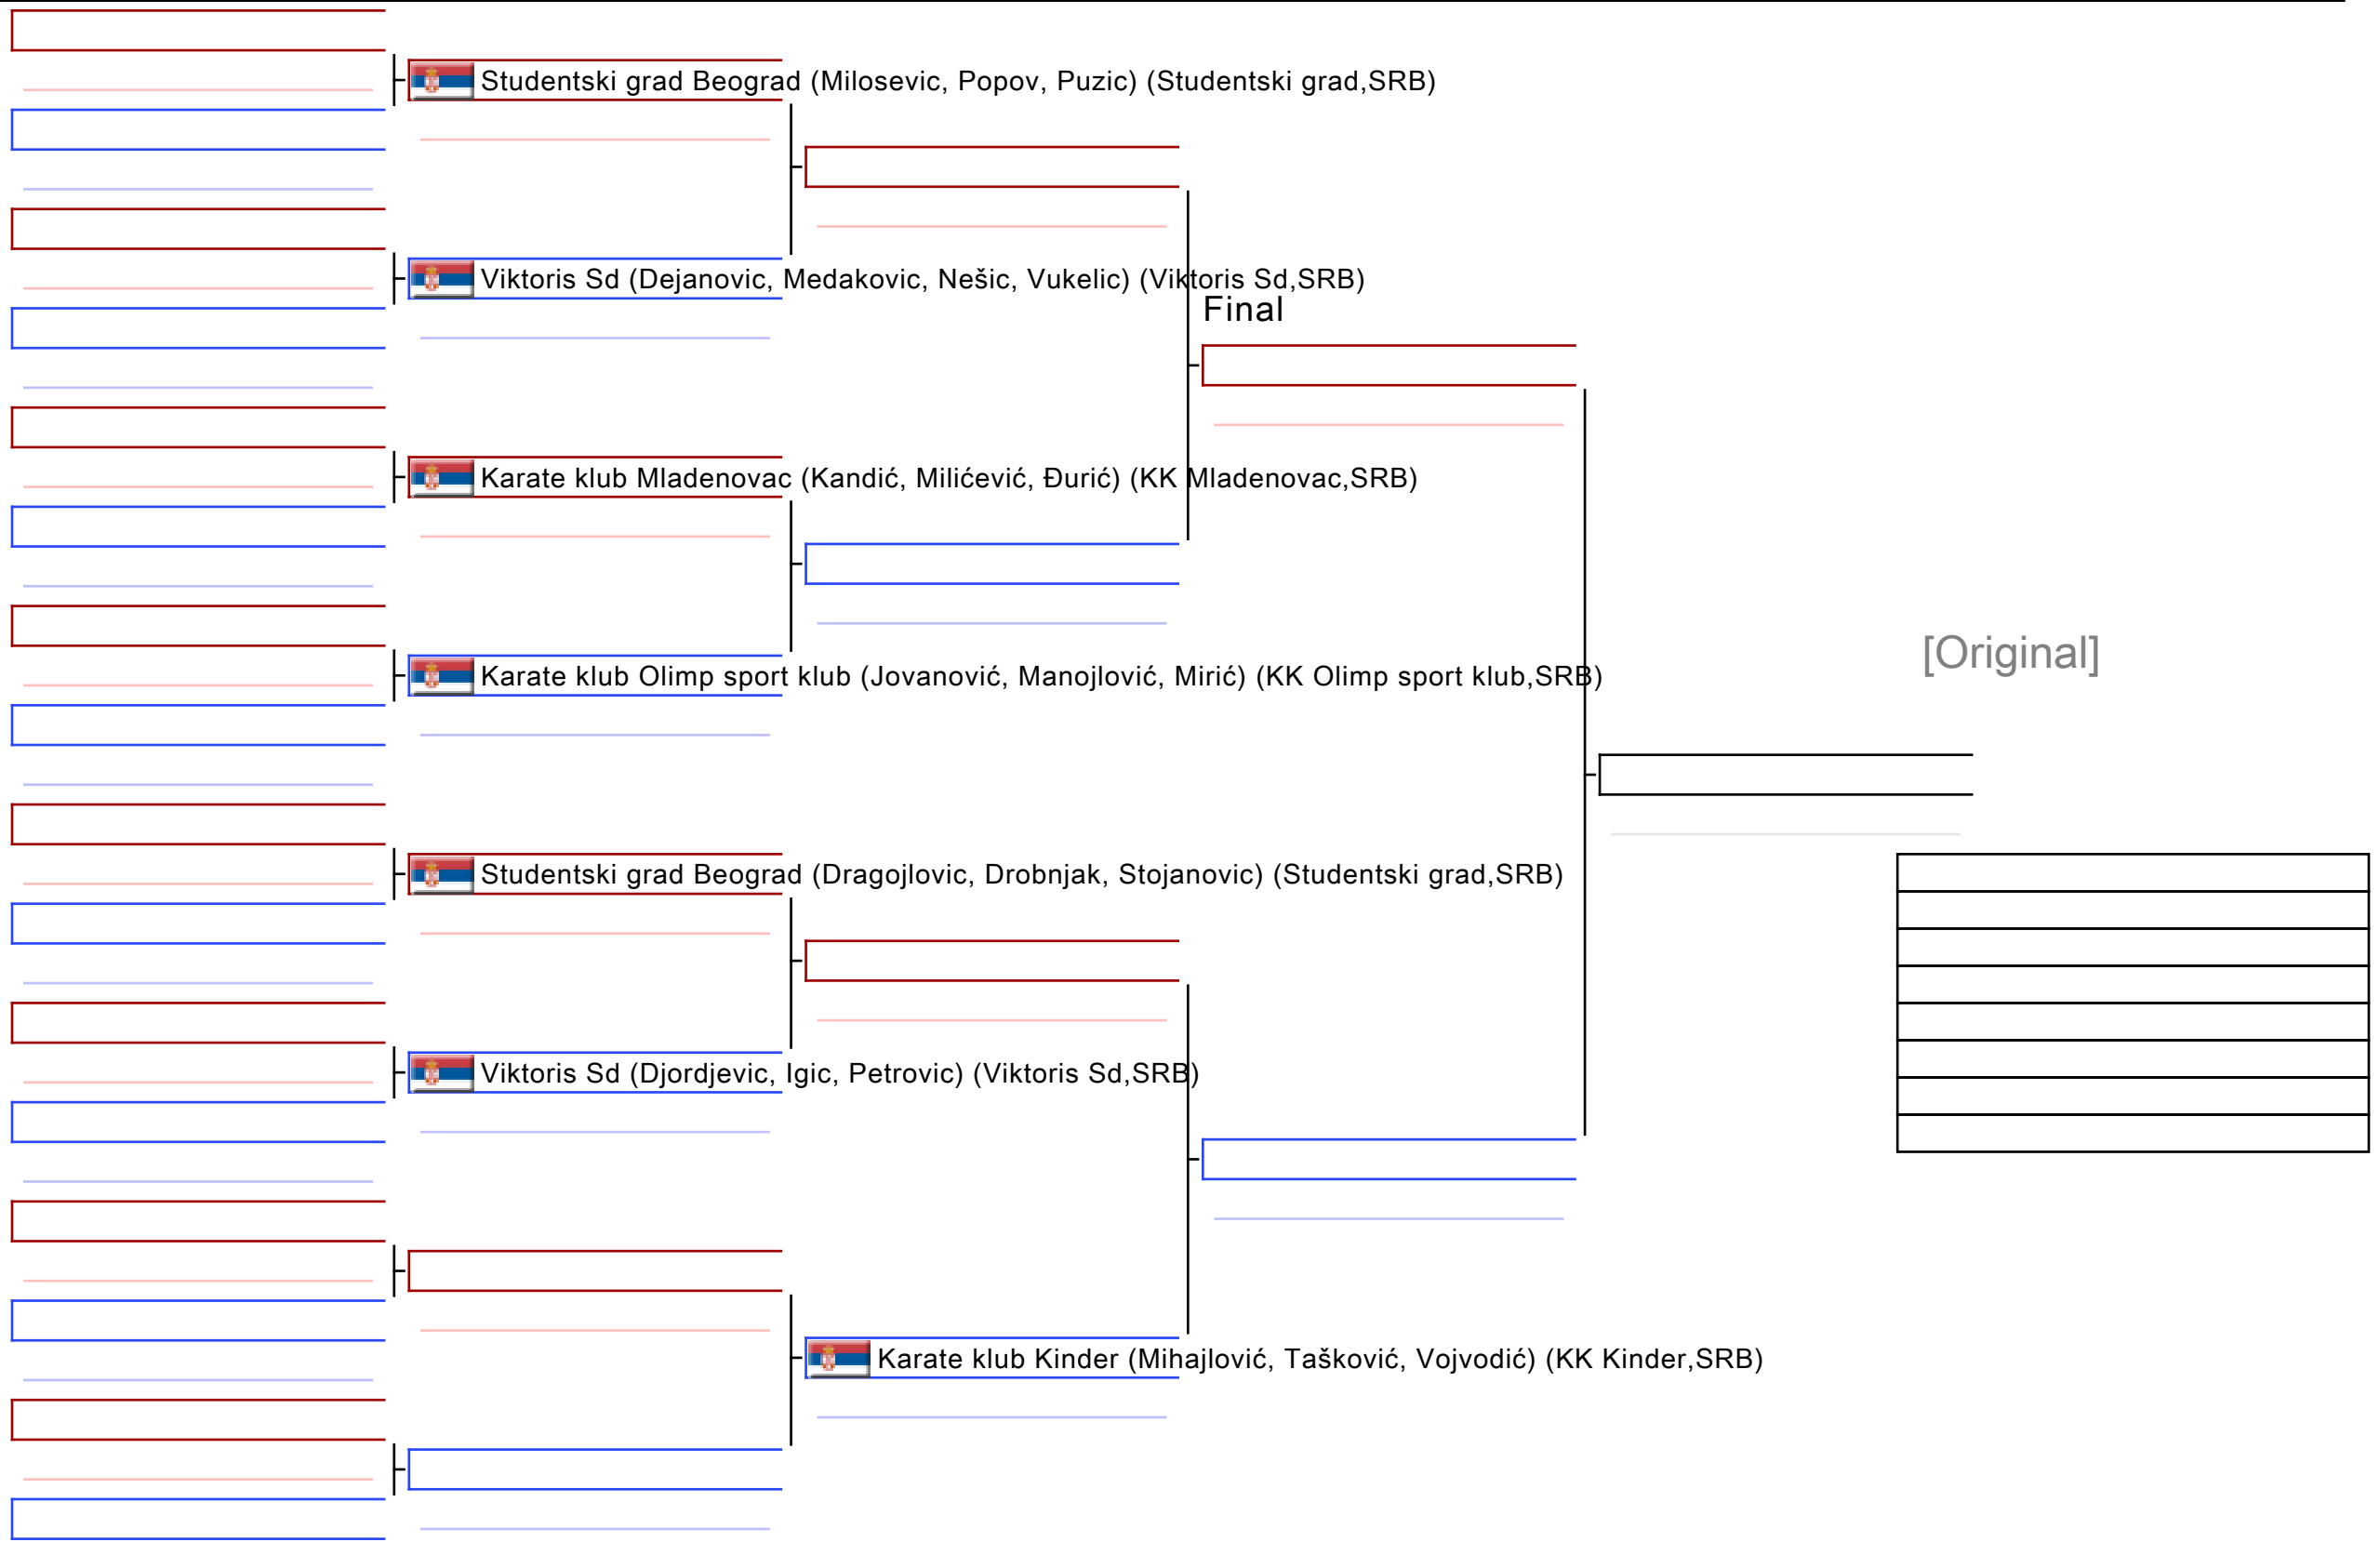 Studentski grad Beograd (Milosevic, Popov, Puzic) (Studentski grad,SRB)
Viktoris Sd (Dejanovic, Medakovic, Nešic, Vukelic) (Viktoris Sd,SRB)
Final
Karate klub Mladenovac (Kandić, Milićević, Đurić) (KK Mladenovac,SRB)
[Original]
Karate klub Olimp sport klub (Jovanović, Manojlović, Mirić) (KK Olimp sport klub,SRB)
Studentski grad Beograd (Dragojlovic, Drobnjak, Stojanovic) (Studentski grad,SRB)
Viktoris Sd (Djordjevic, Igic, Petrovic) (Viktoris Sd,SRB)
Karate klub Kinder (Mihajlović, Tašković, Vojvodić) (KK Kinder,SRB)